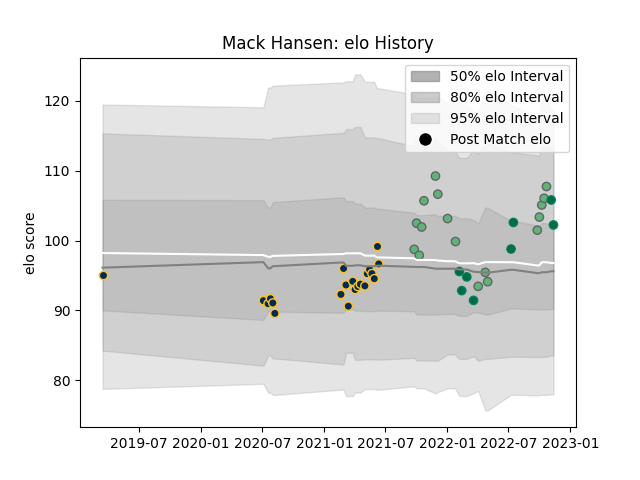 Mack Hansen: elo History
50% elo Interval
80% elo Interval
95% elo Interval
Post Match elo
elo score
120
110
100
90
80
2019-07 2020-01 2020-07 2021-01 2021-07 2022-01 2022-07 2023-01